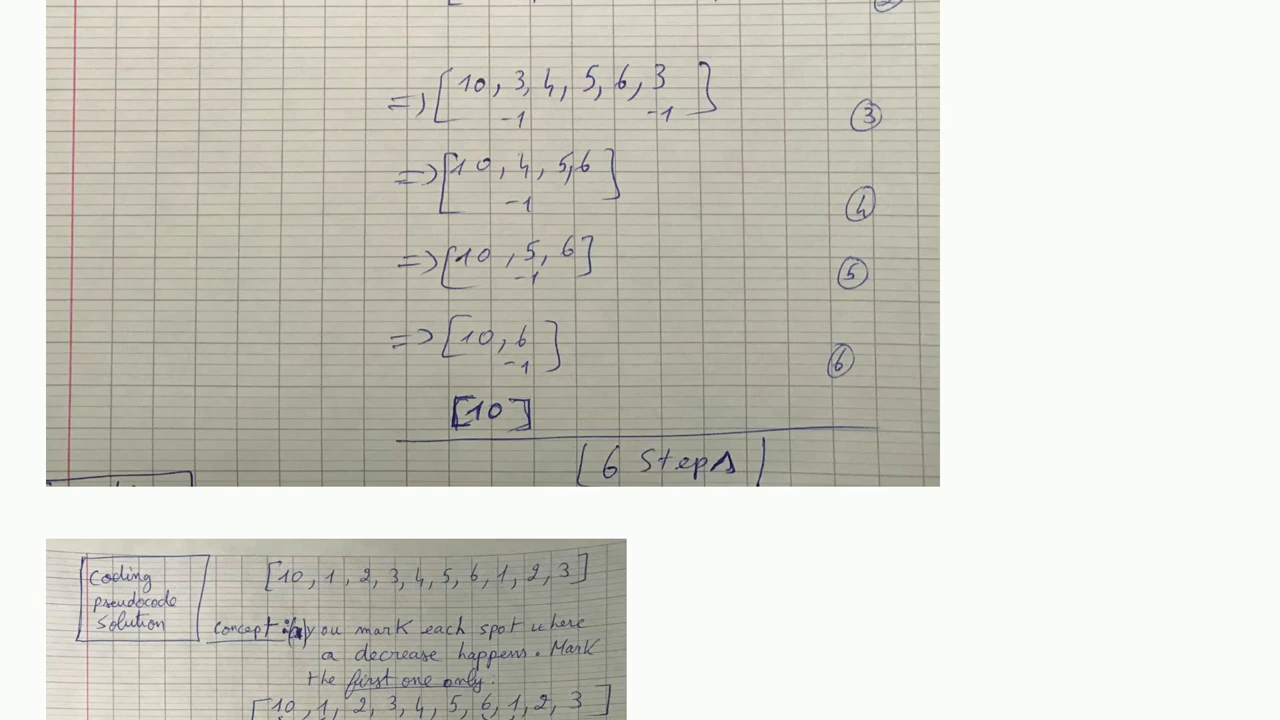 => [10, 3, 4, 5, 6, 3]
-1 -1
3
=> [10, 4, 5, 6]
-1
4
=> [10, 5, 6]
-1
5
=> [10, 6]
-1
6
[10]
[6 Steps]
Coding
pseudocode
Solution
[10, 1, 2, 3, 4, 5, 6, 1, 2, 3]
Concept: you mark each spot where
a decrease happens. Mark
the first one only.
[10, 1, 2, 3, 4, 5, 6, 1, 2, 3]